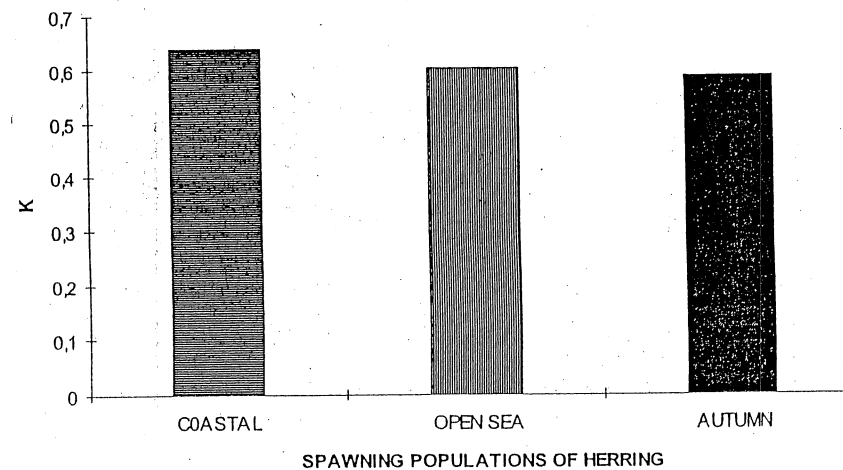 0,7
0,6
0,5
0,4
0,3
0,2
0,1
0
K
C0ASTAL
OPEN SEA
AUTUMN
SPAWNING POPULATIONS OF HERRING